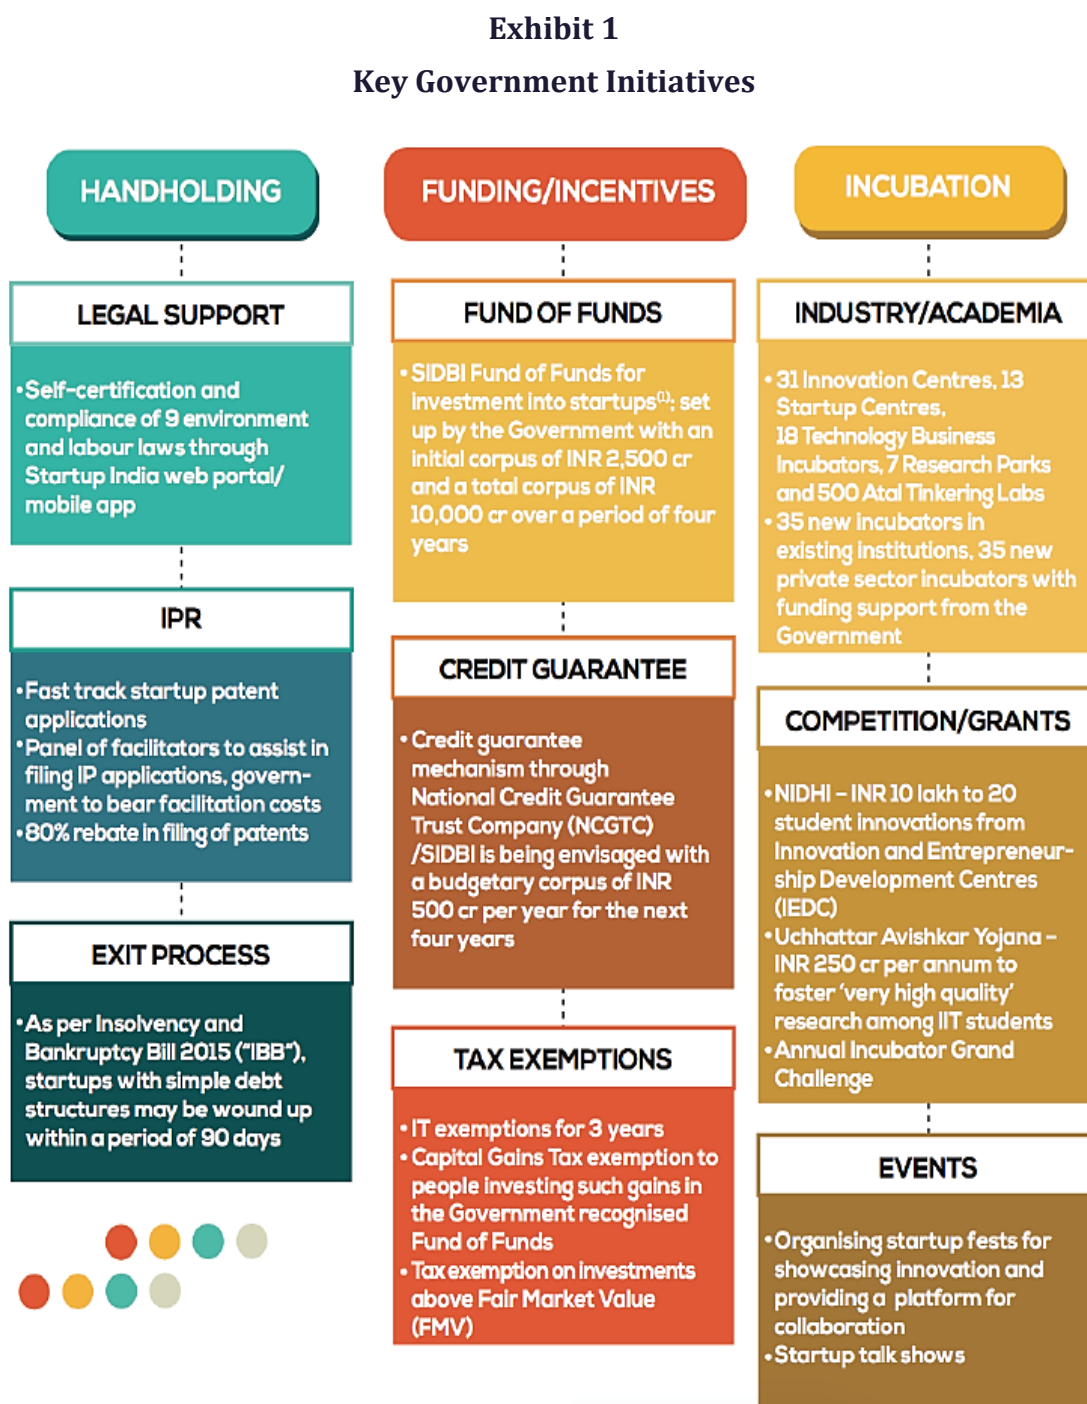 Exhibit 1
Key Government Initiatives
HANDHOLDING
LEGAL SUPPORT
•Self-certification and
compliance of 9 environment
and labour laws through
Startup India web portal/
mobile app
IPR
•Fast track startup patent
applications
•Panel of facilitators to assist in
filing IP applications, govern-
ment to bear facilitation costs
•80% rebate in filing of patents
EXIT PROCESS
•As per Insolvency and
Bankruptcy Bill 2015 ("IBB"),
startups with simple debt
structures may be wound up
within a period of 90 days
FUNDING/INCENTIVES
FUND OF FUNDS
•SIDBI Fund of Funds for
investment into startups⁽¹⁾: set
up by the Government with an
initial corpus of INR 2,500 cr
and a total corpus of INR
10,000 cr over a period of four
years
CREDIT GUARANTEE
•Credit guarantee
mechanism through
National Credit Guarantee
Trust Company (NCGTC)
/SIDBI is being envisaged with
a budgetary corpus of INR
500 cr per year for the next
four years
TAX EXEMPTIONS
•IT exemptions for 3 years
•Capital Gains Tax exemption to
people investing such gains in
the Government recognised
Fund of Funds
•Tax exemption on investments
above Fair Market Value
(FMV)
INCUBATION
INDUSTRY/ACADEMIA
•31 Innovation Centres, 13
Startup Centres,
18 Technology Business
Incubators, 7 Research Parks
and 500 Atal Tinkering Labs
•35 new incubators in
existing institutions, 35 new
private sector incubators with
funding support from the
Government
COMPETITION/GRANTS
•NIDHI – INR 10 lakh to 20
student innovations from
Innovation and Entrepreneur-
ship Development Centres
(IEDC)
•Uchhattar Avishkar Yojana –
INR 250 cr per annum to
foster 'very high quality'
research among IIT students
•Annual Incubator Grand
Challenge
EVENTS
•Organising startup fests for
showcasing innovation and
providing a platform for
collaboration
•Startup talk shows